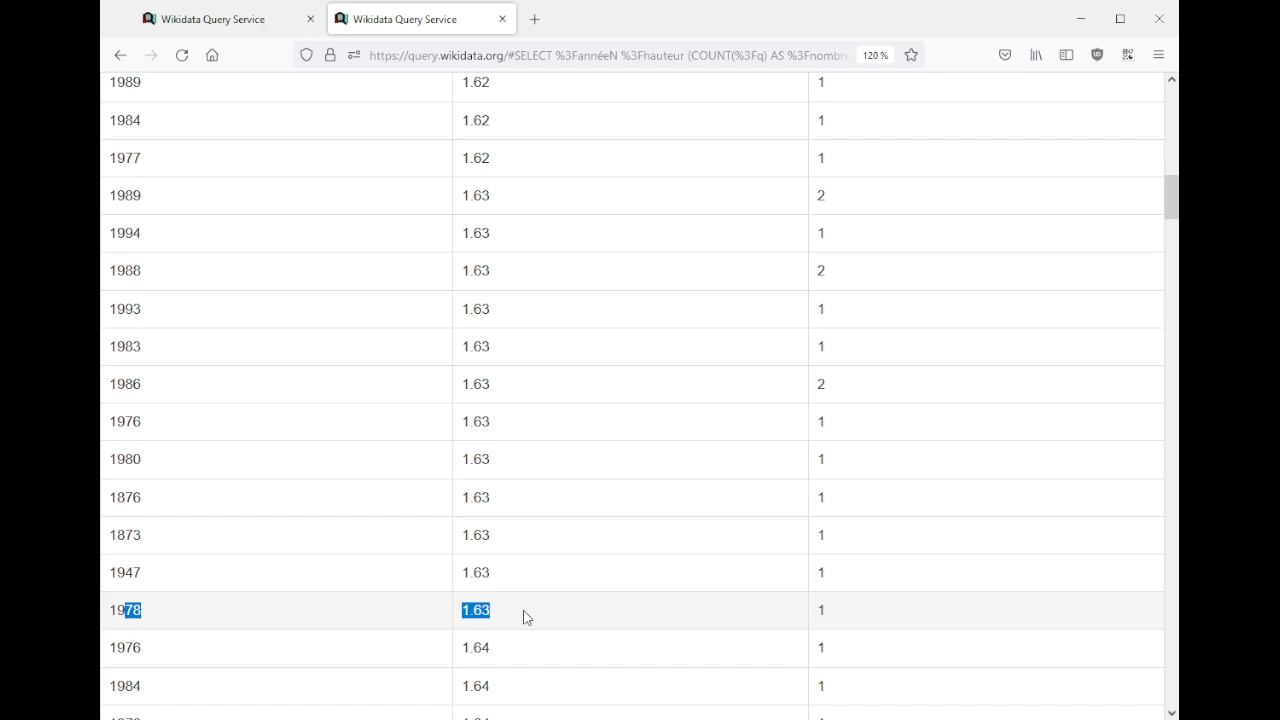 Wikidata Query Service
Wikidata Query Service
https://query.wikidata.org/#SELECT %3FannéeN %3Fhauteur (COUNT(%3Fq) AS %3Fnombre
120 %
1989 1.62 1
1984 1.62 1
1977 1.62 1
1989 1.63 2
1994 1.63 1
1988 1.63 2
1993 1.63 1
1983 1.63 1
1986 1.63 2
1976 1.63 1
1980 1.63 1
1876 1.63 1
1873 1.63 1
1947 1.63 1
1978 1.63 1
1976 1.64 1
1984 1.64 1